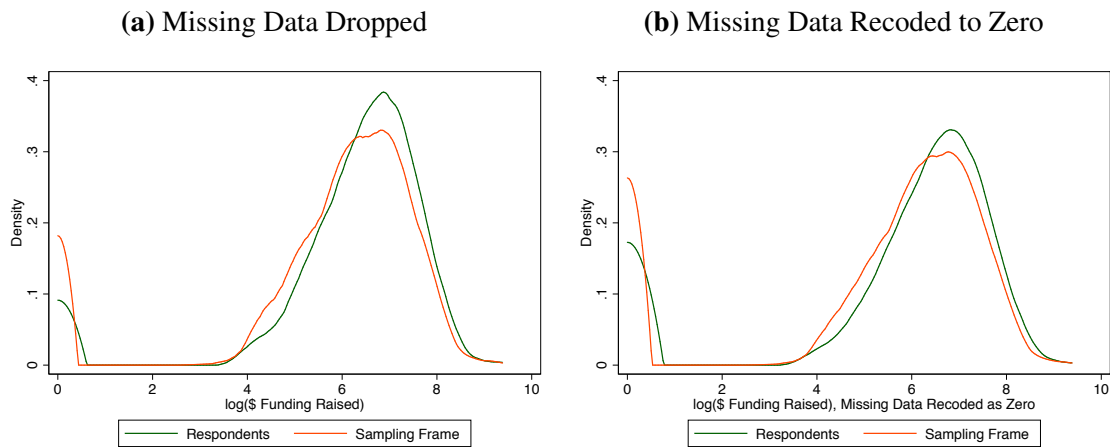 (a) Missing Data Dropped
Density
.4
.3
.2
.1
0
0 2 4 6 8 10
log($ Funding Raised)
Respondents Sampling Frame
(b) Missing Data Recoded to Zero
Density
.4
.3
.2
.1
0
0 2 4 6 8 10
log($ Funding Raised), Missing Data Recoded as Zero
Respondents Sampling Frame